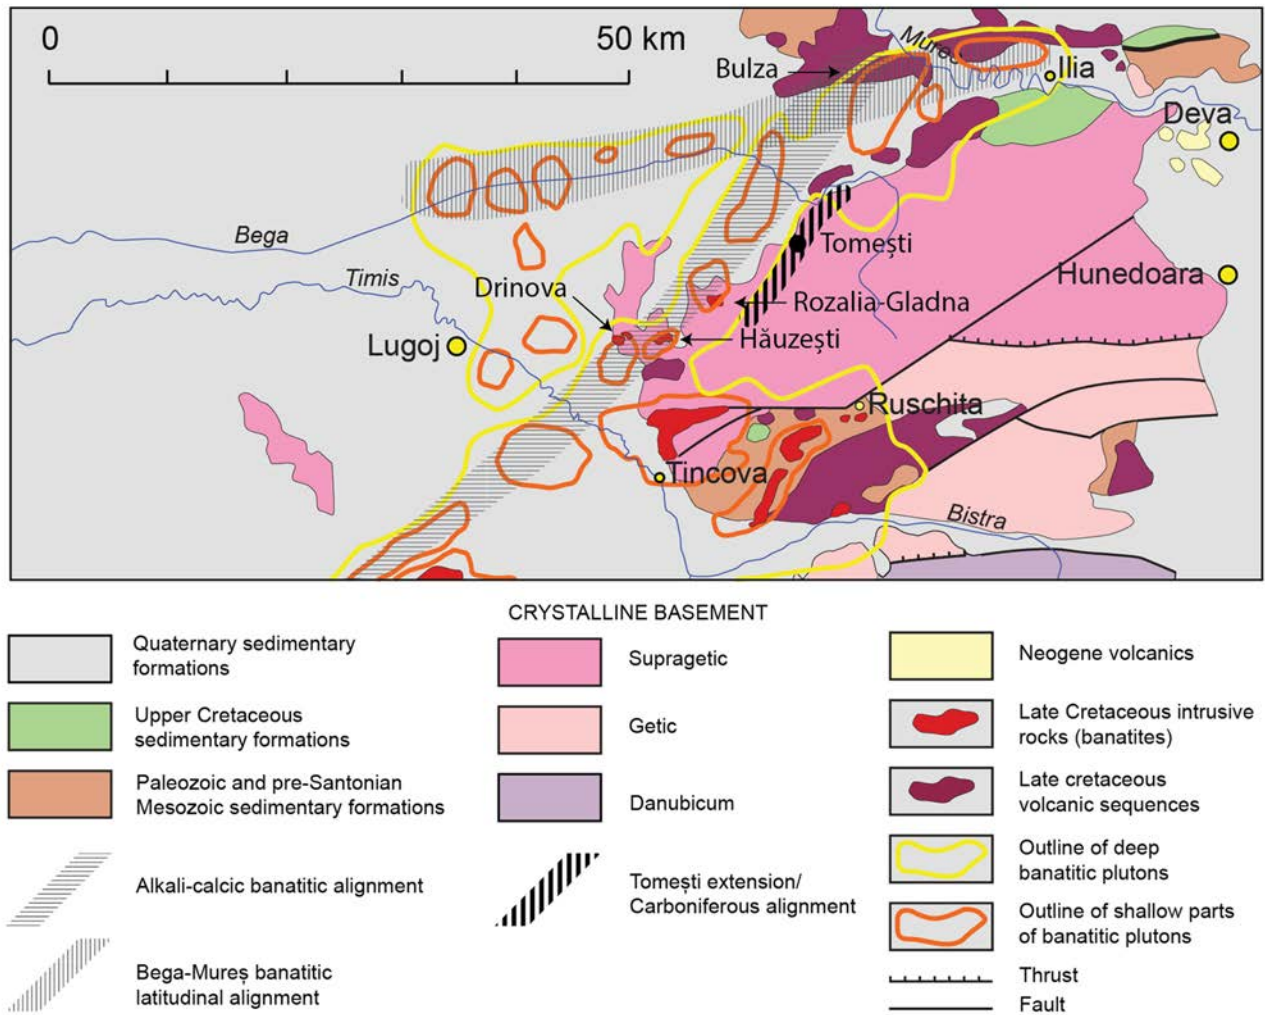 0
50 km
Mureș
Bulza
Ilia
Deva
Bega
Tomești
Timis
Drinova
Hunedoara
Rozalia-Gladna
Hăuzești
Lugoj
Ruschita
Tincova
Bistra
CRYSTALLINE BASEMENT
Quaternary sedimentary
formations
Upper Cretaceous
sedimentary formations
Paleozoic and pre-Santonian
Mesozoic sedimentary formations
Alkali-calcic banatitic alignment
Bega-Mureș banatitic
latitudinal alignment
Supragetic
Getic
Danubicum
Tomești extension/
Carboniferous alignment
Neogene volcanics
Late Cretaceous intrusive
rocks (banatites)
Late cretaceous
volcanic sequences
Outline of deep
banatitic plutons
Outline of shallow parts
of banatitic plutons
Thrust
Fault